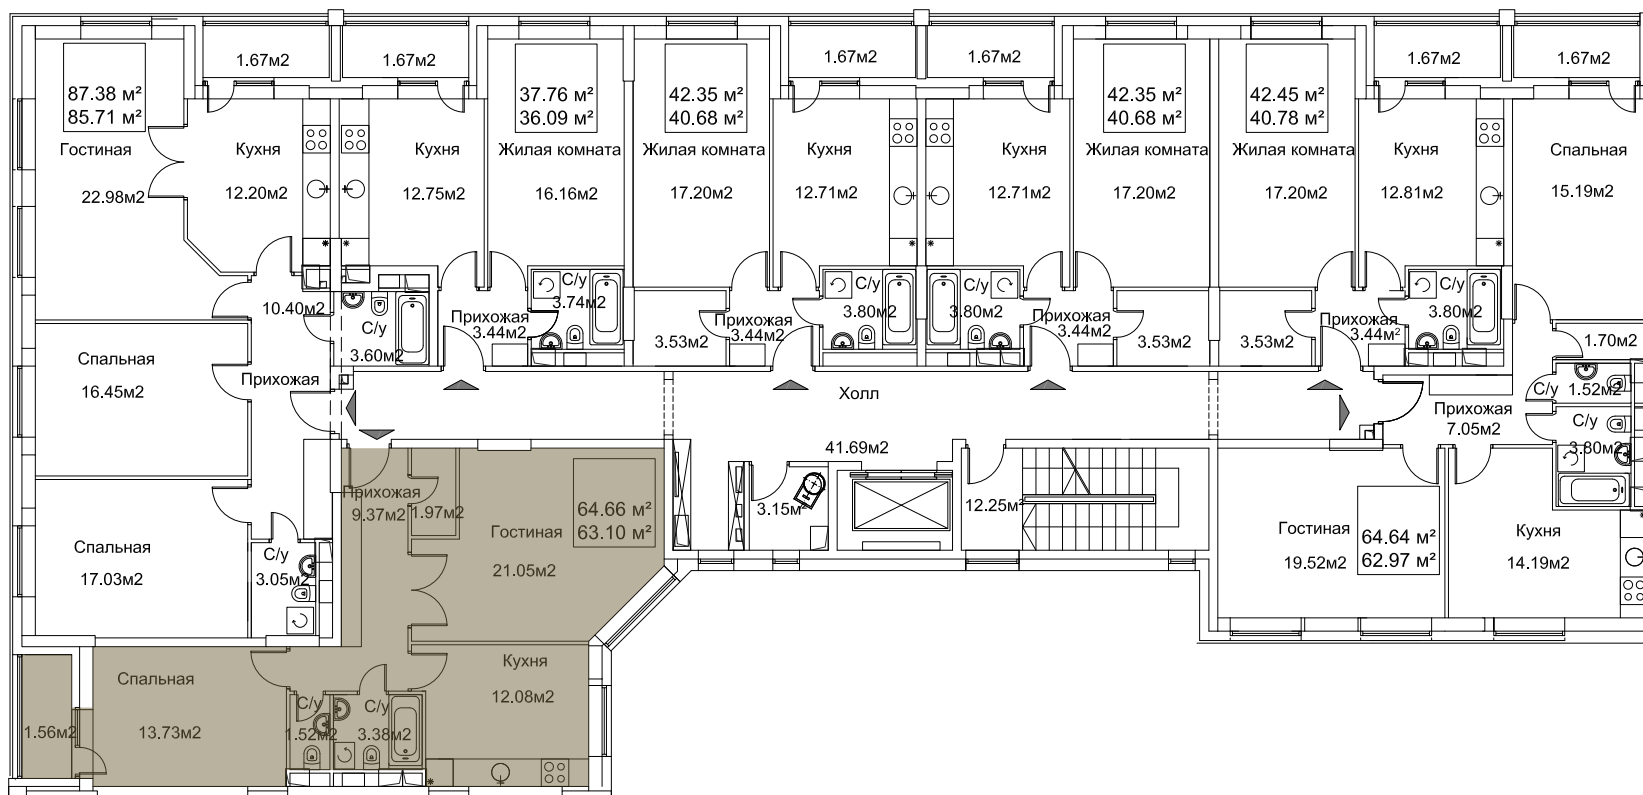 1.67м2
1.67м2
1.67м2
1.67м2
1.67м2
1.67м2
87.38 м²
85.71 м²
37.76 м²
36.09 м²
42.35 м²
40.68 м²
42.35 м²
40.68 м²
42.45 м²
40.78 м²
Гостиная
22.98м2
Кухня
12.20м2
Кухня
12.75м2
Жилая комната
16.16м2
Жилая комната
17.20м2
Кухня
12.71м2
Кухня
12.71м2
Жилая комната
17.20м2
Жилая комната
17.20м2
Кухня
12.81м2
Спальная
15.19м2
10.40м2
Прихожая
С/у
3.60м2
Прихожая
3.44м2
С/у
3.74м2
3.53м2
Прихожая
3.44м2
С/у
3.80м2
С/у
3.80м2
Прихожая
3.44м2
3.53м2
3.53м2
Прихожая
3.44м²
С/у
3.80м2
1.70м2
Спальная
16.45м2
Холл
41.69м2
С/у
1.52м2
Прихожая
7.05м2
С/у
3.80м2
Спальная
17.03м2
С/у
3.05м2
Прихожая
9.37м2
1.97м2
64.66 м²
63.10 м²
Гостиная
21.05м2
3.15м²
12.25м²
Гостиная
19.52м2
64.64 м²
62.97 м²
Кухня
14.19м2
1.56м2
Спальная
13.73м2
С/у
1.52м2
С/у
3.38м2
Кухня
12.08м2